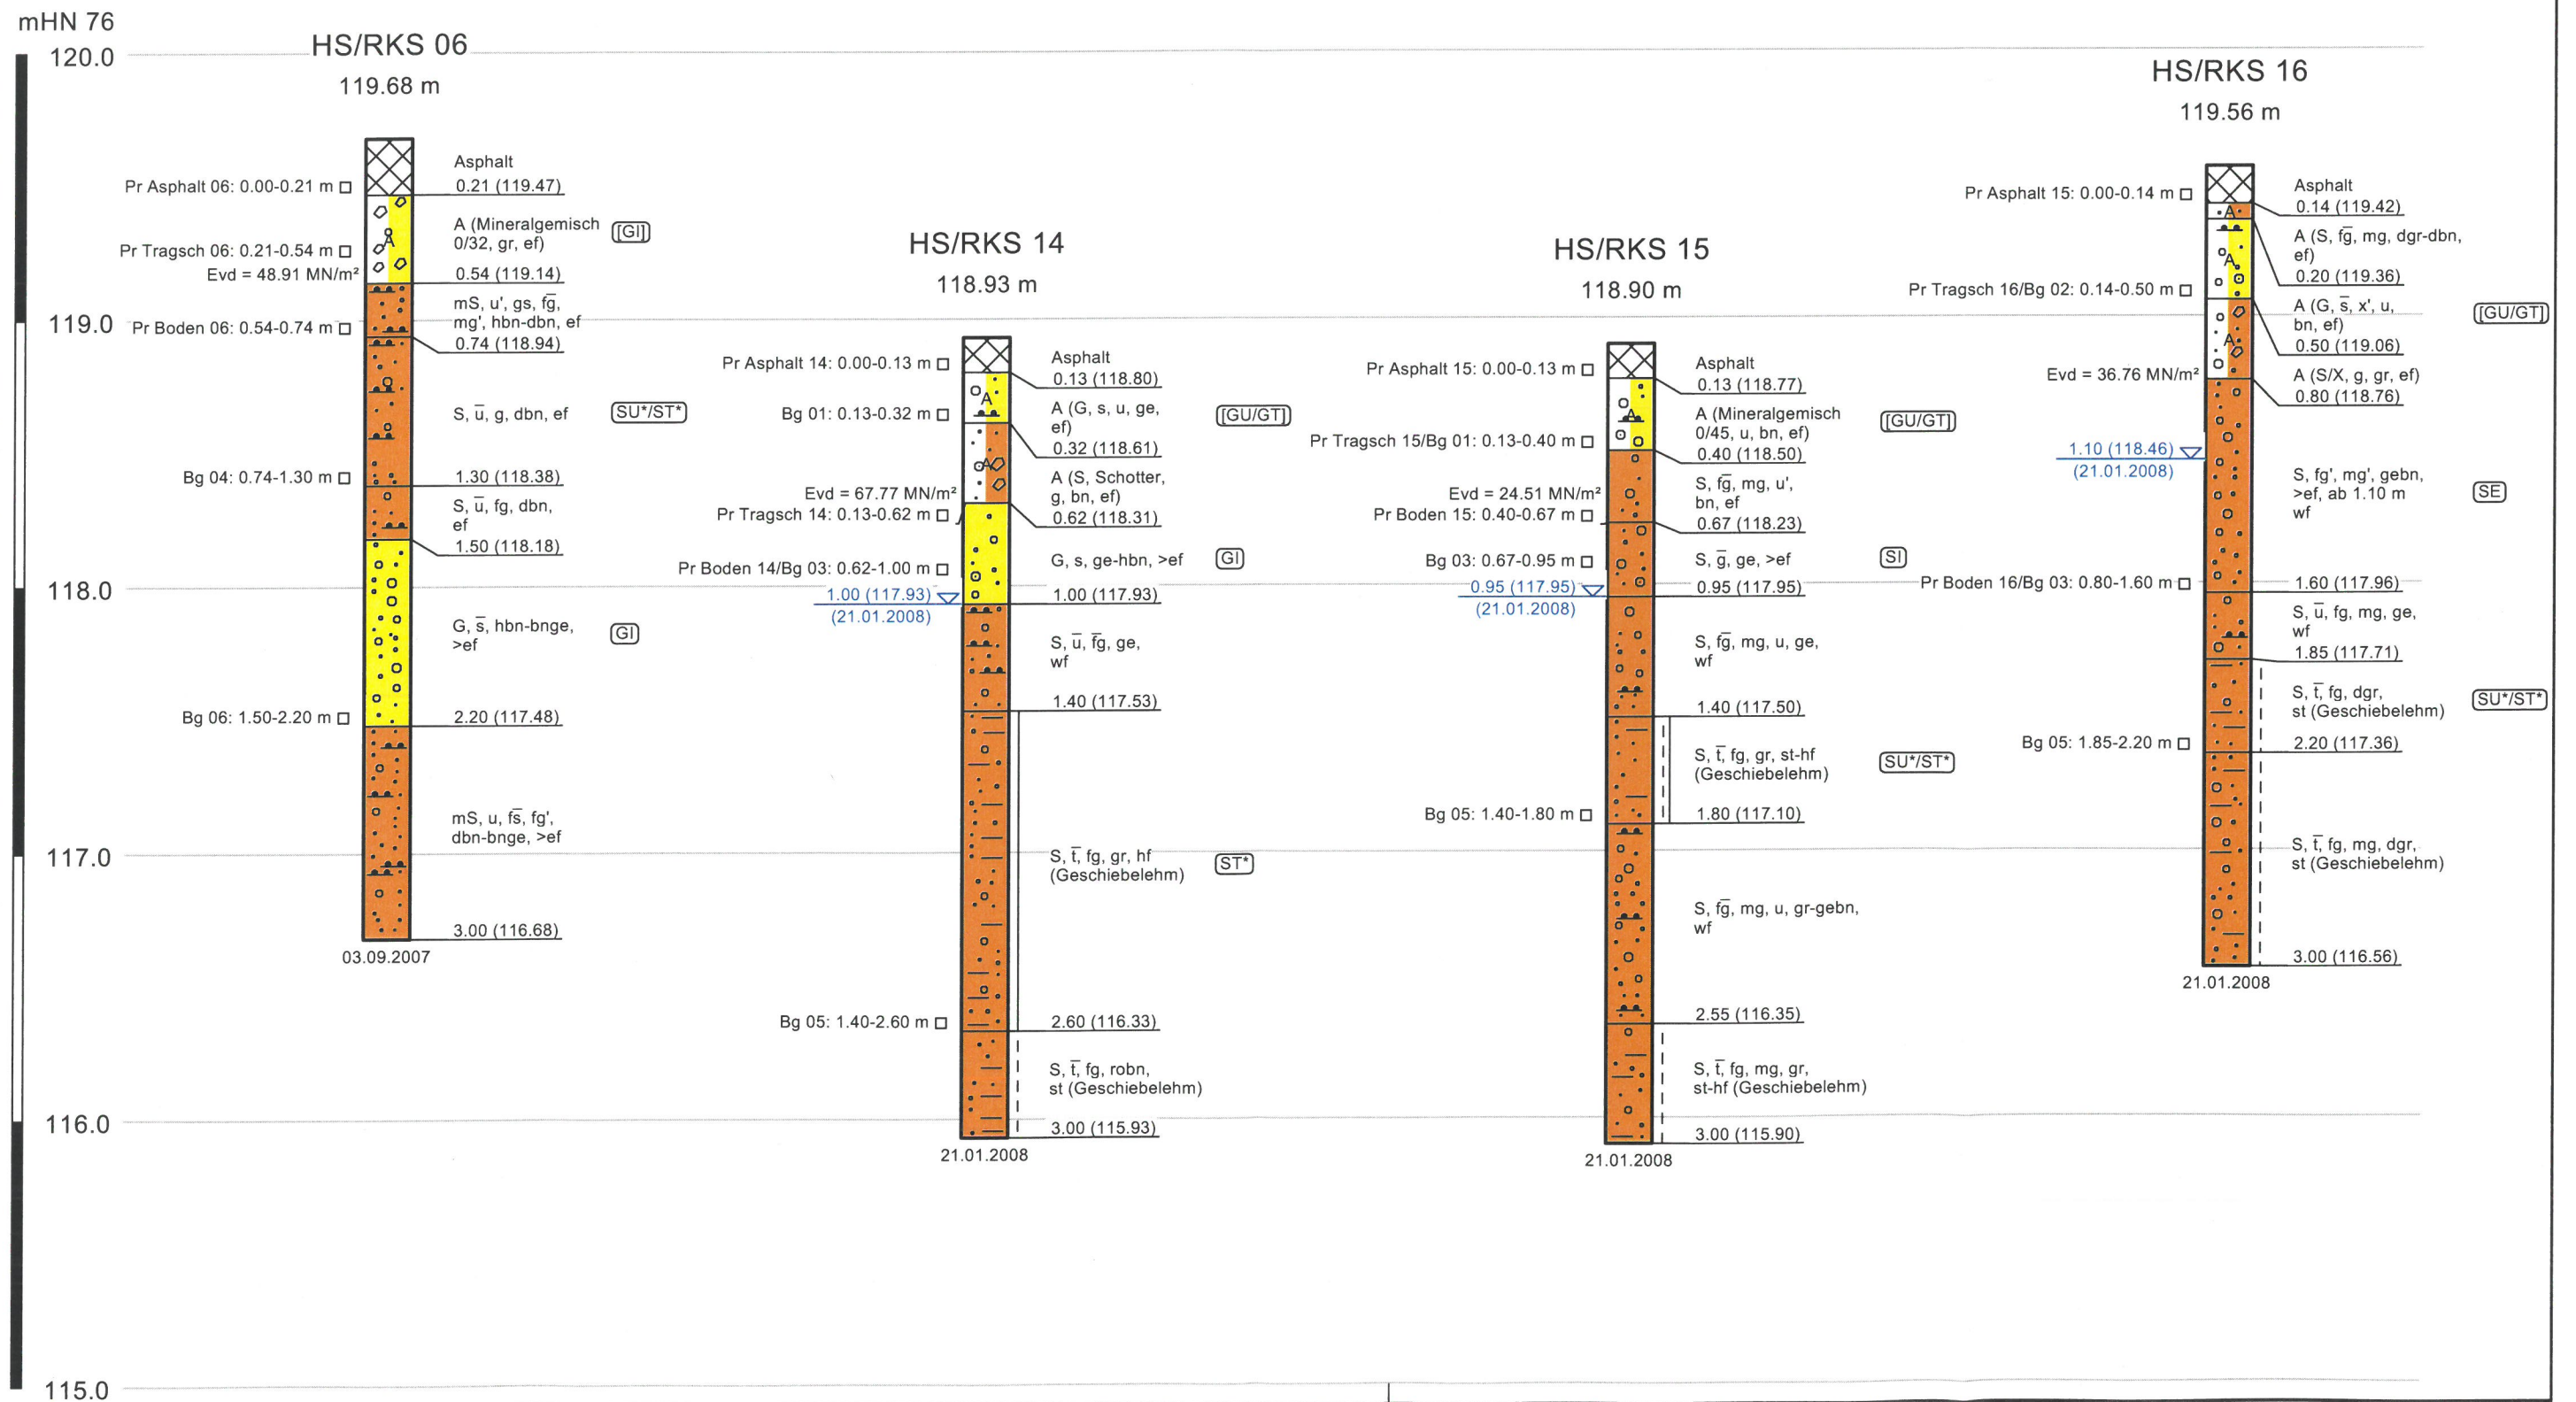 mHN 76
120.0
119.0
118.0
117.0
116.0
115.0
HS/RKS 06
119.68 m
Pr Asphalt 06: 0.00-0.21 m
Pr Tragsch 06: 0.21-0.54 m
Evd = 48.91 MN/m²
Pr Boden 06: 0.54-0.74 m
Bg 04: 0.74-1.30 m
Bg 06: 1.50-2.20 m
A
Asphalt
0.21 (119.47)
A (Mineralgemisch
0/32, gr, ef)
[GI]
0.54 (119.14)
mS, u', gs, fg̅,
mg', hbn-dbn, ef
0.74 (118.94)
S, u̅, g, dbn, ef
SU*/ST*
1.30 (118.38)
S, u̅, fg, dbn,
ef
1.50 (118.18)
G, s̅, hbn-bnge,
>ef
GI
2.20 (117.48)
mS, u, fs̅, fg',
dbn-bnge, >ef
3.00 (116.68)
03.09.2007
HS/RKS 14
118.93 m
Pr Asphalt 14: 0.00-0.13 m
Bg 01: 0.13-0.32 m
Evd = 67.77 MN/m²
Pr Tragsch 14: 0.13-0.62 m
Pr Boden 14/Bg 03: 0.62-1.00 m
1.00 (117.93)
(21.01.2008)
Bg 05: 1.40-2.60 m
A
A
Asphalt
0.13 (118.80)
A (G, s, u, ge,
ef)
[GU/GT]
0.32 (118.61)
A (S, Schotter,
g, bn, ef)
0.62 (118.31)
G, s, ge-hbn, >ef
GI
1.00 (117.93)
S, u̅, fg̅, ge,
wf
1.40 (117.53)
S, t̅, fg, gr, hf
(Geschiebelehm)
ST*
2.60 (116.33)
S, t̅, fg, robn,
st (Geschiebelehm)
3.00 (115.93)
21.01.2008
HS/RKS 15
118.90 m
Pr Asphalt 15: 0.00-0.13 m
Pr Tragsch 15/Bg 01: 0.13-0.40 m
Evd = 24.51 MN/m²
Pr Boden 15: 0.40-0.67 m
Bg 03: 0.67-0.95 m
0.95 (117.95)
(21.01.2008)
Bg 05: 1.40-1.80 m
A
Asphalt
0.13 (118.77)
A (Mineralgemisch
0/45, u, bn, ef)
[GU/GT]
0.40 (118.50)
S, fg̅, mg, u',
bn, ef
0.67 (118.23)
S, g̅, ge, >ef
SI
0.95 (117.95)
S, fg̅, mg, u, ge,
wf
1.40 (117.50)
S, t̅, fg, gr, st-hf
(Geschiebelehm)
SU*/ST*
1.80 (117.10)
S, fg̅, mg, u, gr-gebn,
wf
2.55 (116.35)
S, t̅, fg, mg, gr,
st-hf (Geschiebelehm)
3.00 (115.90)
21.01.2008
HS/RKS 16
119.56 m
Pr Asphalt 15: 0.00-0.14 m
Pr Tragsch 16/Bg 02: 0.14-0.50 m
Evd = 36.76 MN/m²
1.10 (118.46)
(21.01.2008)
Pr Boden 16/Bg 03: 0.80-1.60 m
Bg 05: 1.85-2.20 m
A
A
A
Asphalt
0.14 (119.42)
A (S, fg̅, mg, dgr-dbn,
ef)
0.20 (119.36)
A (G, s̅, x', u,
bn, ef)
[GU/GT]
0.50 (119.06)
A (S/X, g, gr, ef)
0.80 (118.76)
S, fg', mg', gebn,
>ef, ab 1.10 m
wf
SE
1.60 (117.96)
S, u̅, fg, mg, ge,
wf
1.85 (117.71)
S, t̅, fg, dgr,
st (Geschiebelehm)
SU*/ST*
2.20 (117.36)
S, t̅, fg, mg, dgr,
st (Geschiebelehm)
3.00 (116.56)
21.01.2008